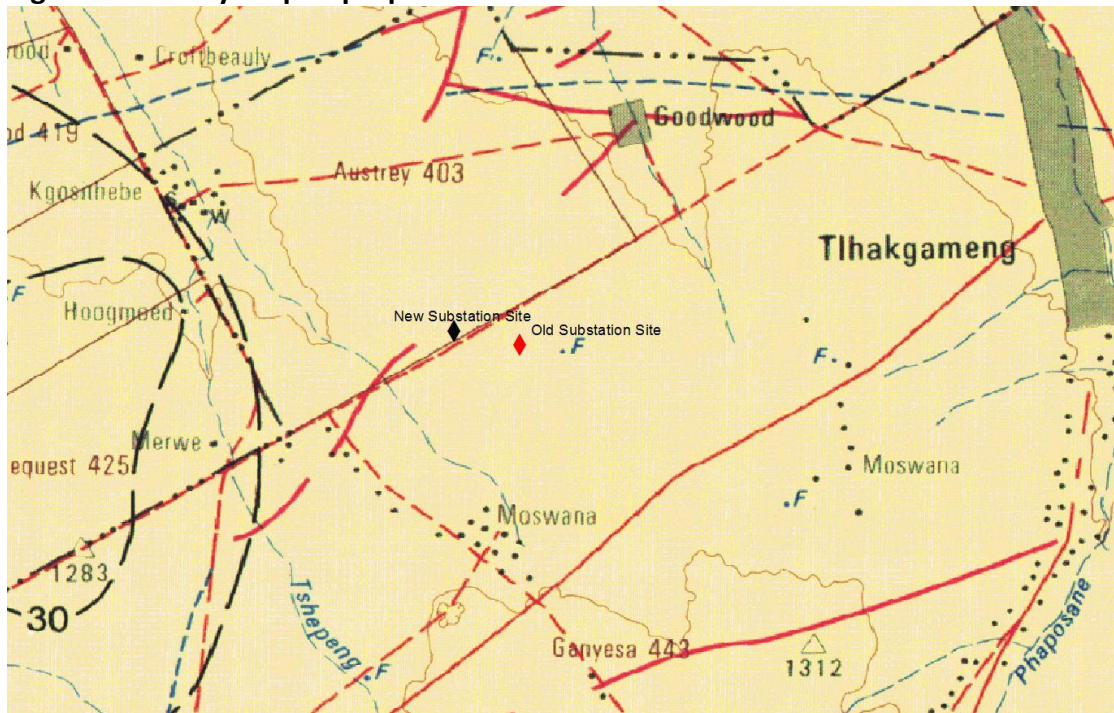 Croftbeauly
F
ood
od 419
Goodwood
Austrey 403
Kgosithebe
W
Tlhakgameng
F
Hoogmoed
New Substation Site
Old Substation Site
F
F
Merwe
equest 425
Moswana
F
Moswana
1283
30
Tshepeng
Ganyesa 443
1312
F
Phaposane